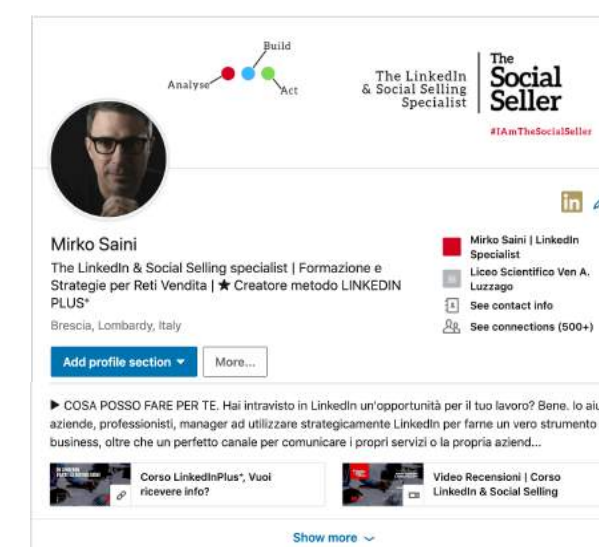 Build
Analyse
Act
The LinkedIn
& Social Selling
Specialist
The
Social
Seller
#IAmTheSocialSeller
in
Mirko Saini
The LinkedIn & Social Selling specialist | Formazione e
Strategie per Reti Vendita | ★ Creatore metodo LINKEDIN
PLUS*
Brescia, Lombardy, Italy
Mirko Saini | LinkedIn
Specialist
Liceo Scientifico Ven A.
Luzzago
See contact info
See connections (500+)
Add profile section
More...
▶ COSA POSSO FARE PER TE. Hai intravisto in LinkedIn un'opportunità per il tuo lavoro? Bene. Io aiu
aziende, professionisti, manager ad utilizzare strategicamente LinkedIn per farne un vero strumento
business, oltre che un perfetto canale per comunicare i propri servizi o la propria aziend...
Corso LinkedInPlus*, Vuoi
ricevere info?
Video Recensioni | Corso
LinkedIn & Social Selling
Show more